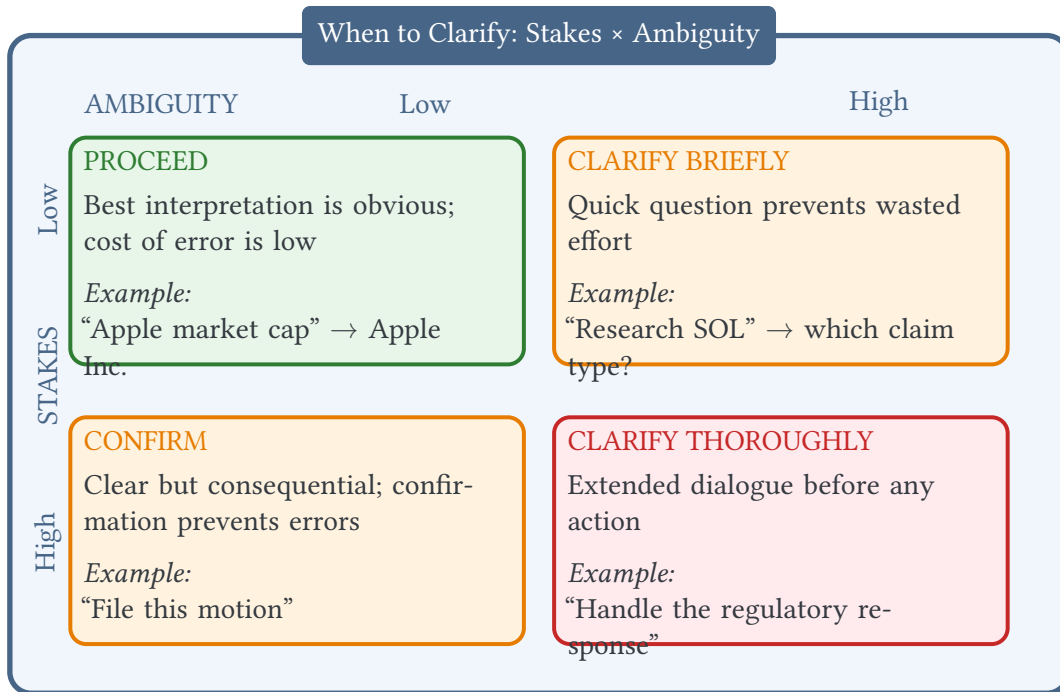 When to Clarify: Stakes × Ambiguity
AMBIGUITY
Low
High
STAKES
Low
PROCEED
Best interpretation is obvious;
cost of error is low
Example:
“Apple market cap” → Apple
Inc.
CLARIFY BRIEFLY
Quick question prevents wasted
effort
Example:
“Research SOL” → which claim
type?
High
CONFIRM
Clear but consequential; confir-
mation prevents errors
Example:
“File this motion”
CLARIFY THOROUGHLY
Extended dialogue before any
action
Example:
“Handle the regulatory re-
sponse”